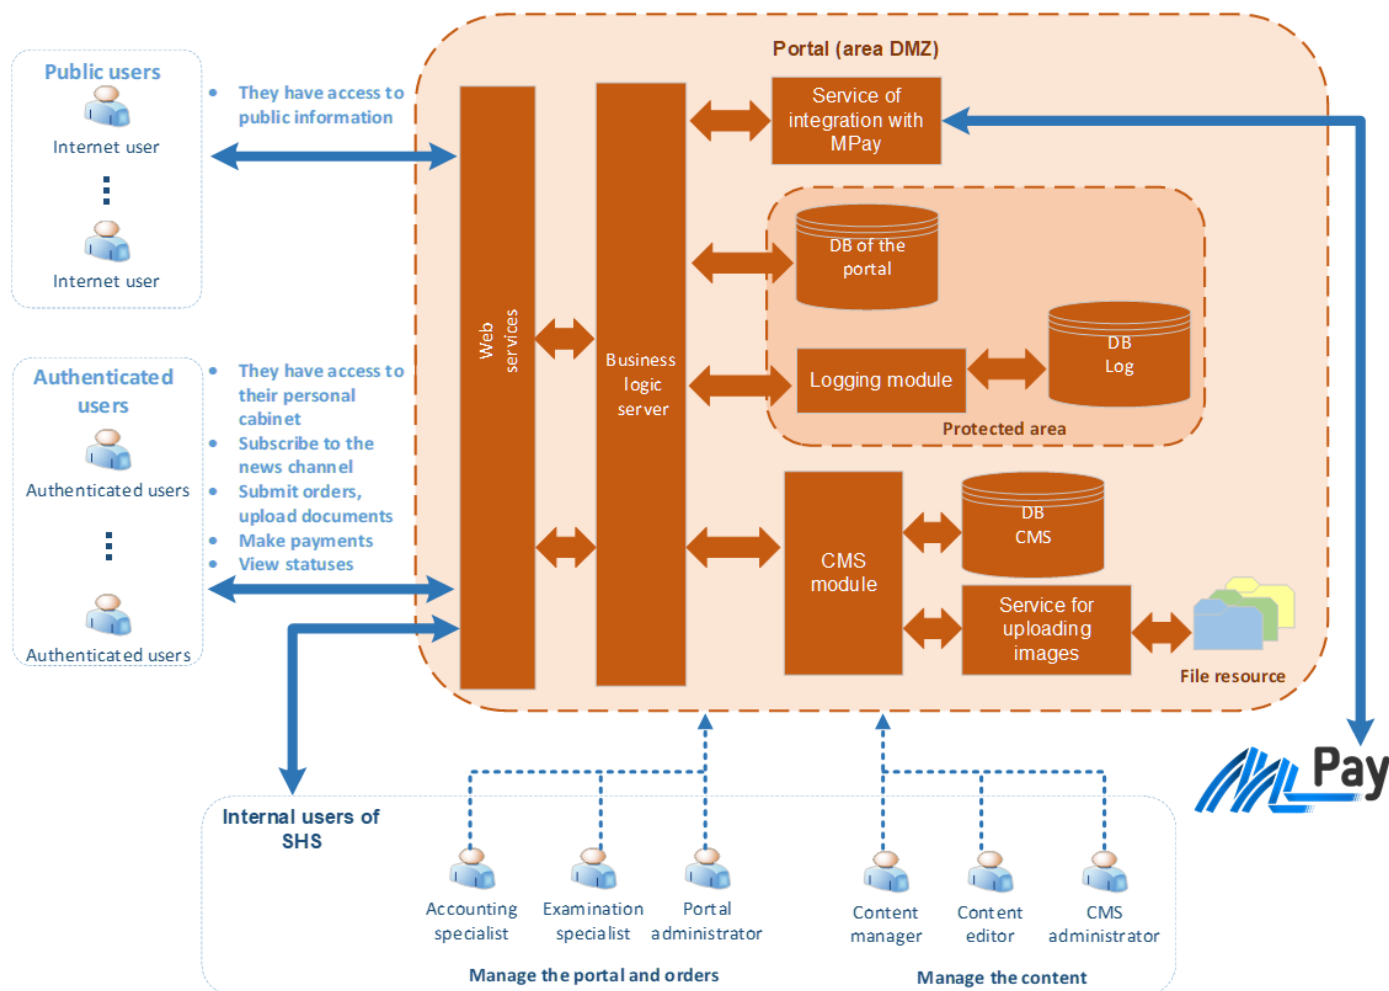 Portal (area DMZ)
Public users
Internet user
Internet user
• They have access to
public information
Authenticated
users
Authenticated users
Authenticated users
• They have access to
their personal
cabinet
• Subscribe to the
news channel
• Submit orders,
upload documents
• Make payments
• View statuses
Web
services
Business
logic
server
Service of
integration with
MPay
DB of the
portal
Logging module
DB
Log
Protected area
CMS
module
DB
CMS
Service for
uploading
images
File resource
Pay
Internal users of
SHS
Accounting
specialist
Examination
specialist
Portal
administrator
Manage the portal and orders
Content
manager
Content
editor
CMS
administrator
Manage the content